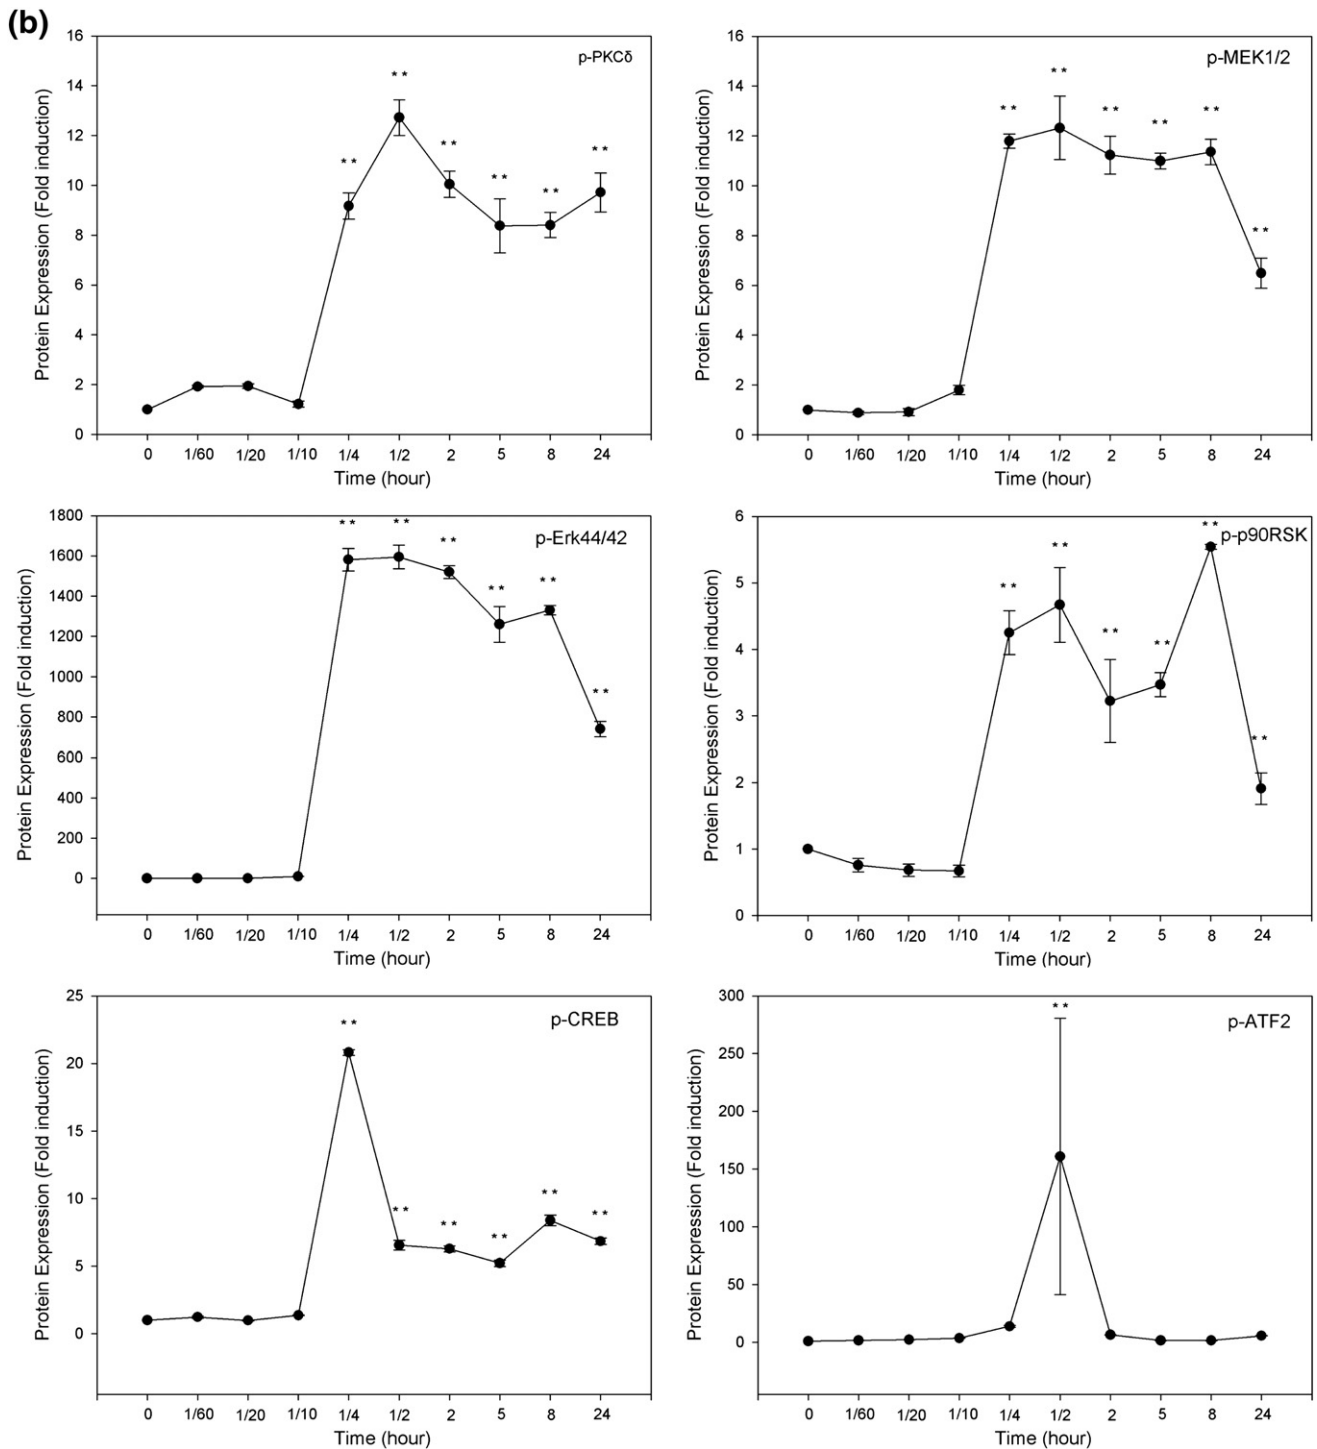 (b)
p-PKCδ
Protein Expression (Fold induction)
16
14
12
10
8
6
4
2
0
** ** ** ** ** **
0 1/60 1/20 1/10 1/4 1/2 2 5 8 24
Time (hour)
p-MEK1/2
Protein Expression (Fold induction)
16
14
12
10
8
6
4
2
0
** ** ** ** ** **
0 1/60 1/20 1/10 1/4 1/2 2 5 8 24
Time (hour)
p-Erk44/42
Protein Expression (Fold induction)
1800
1600
1400
1200
1000
800
600
400
200
0
** ** ** ** ** **
0 1/60 1/20 1/10 1/4 1/2 2 5 8 24
Time (hour)
p-p90RSK
Protein Expression (Fold induction)
6
5
4
3
2
1
0
** ** ** ** ** **
0 1/60 1/20 1/10 1/4 1/2 2 5 8 24
Time (hour)
p-CREB
Protein Expression (Fold induction)
25
20
15
10
5
0
** ** ** ** ** **
0 1/60 1/20 1/10 1/4 1/2 2 5 8 24
Time (hour)
p-ATF2
Protein Expression (Fold induction)
300
250
200
150
100
50
0
**
0 1/60 1/20 1/10 1/4 1/2 2 5 8 24
Time (hour)